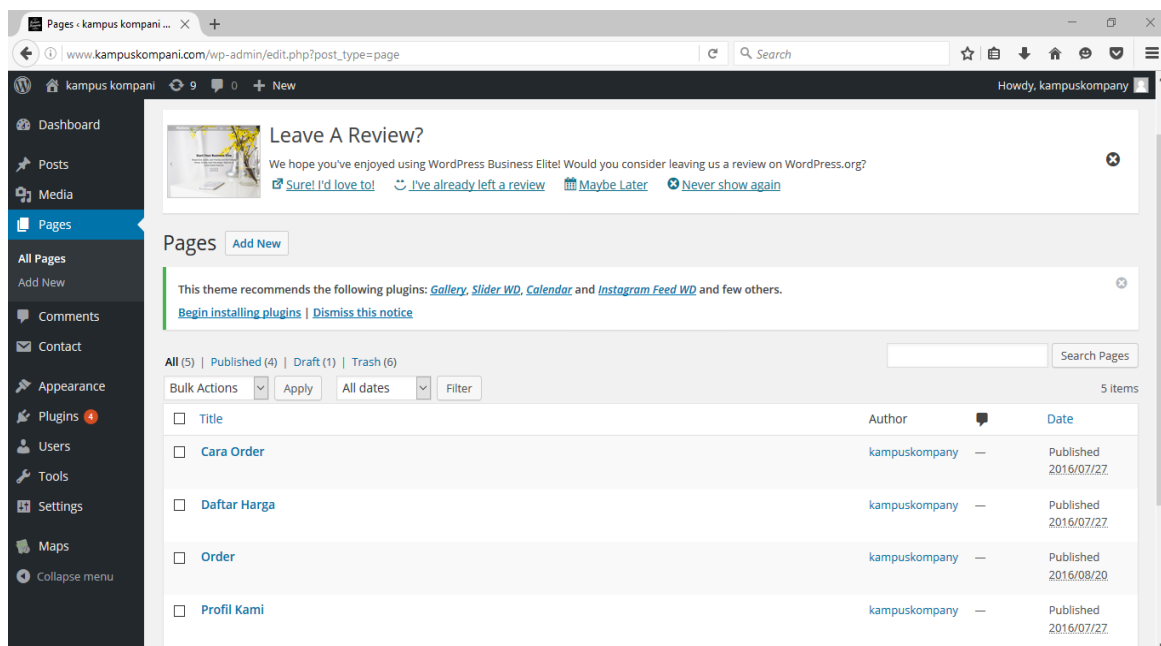 Pages ‹ kampus kompani ...
www.kampuskompani.com/wp-admin/edit.php?post_type=page
Search
kampus kompani 9 0 + New
Howdy, kampuskompany
Dashboard
Posts
Media
Pages
All Pages
Add New
Comments
Contact
Appearance
Plugins 4
Users
Tools
Settings
Maps
Collapse menu
Leave A Review?
We hope you've enjoyed using WordPress Business Elite! Would you consider leaving us a review on WordPress.org?
Sure! I'd love to! I've already left a review Maybe Later Never show again
Pages Add New
This theme recommends the following plugins: Gallery, Slider WD, Calendar and Instagram Feed WD and few others.
Begin installing plugins | Dismiss this notice
All (5) | Published (4) | Draft (1) | Trash (6)
Search Pages
Bulk Actions Apply All dates Filter
5 items
Title Author Date
Cara Order kampuskompany — Published
2016/07/27
Daftar Harga kampuskompany — Published
2016/07/27
Order kampuskompany — Published
2016/08/20
Profil Kami kampuskompany — Published
2016/07/27